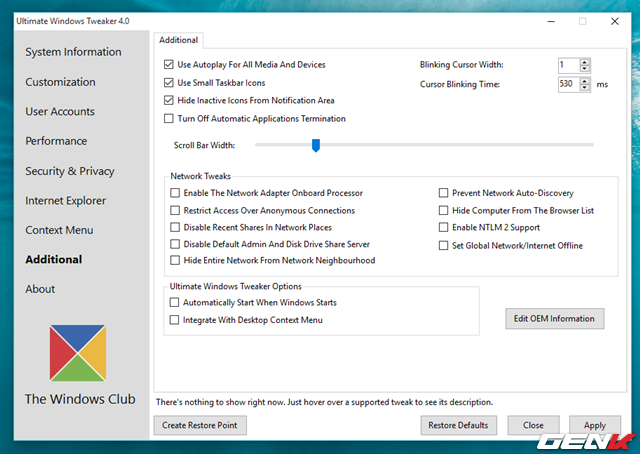 Ultimate Windows Tweaker 4.0
System Information
Customization
User Accounts
Performance
Security & Privacy
Internet Explorer
Context Menu
Additional
About
The Windows Club
Additional
Use Autoplay For All Media And Devices
Use Small Taskbar Icons
Hide Inactive Icons From Notification Area
Turn Off Automatic Applications Termination
Blinking Cursor Width: 1
Cursor Blinking Time: 530 ms
Scroll Bar Width:
Network Tweaks
Enable The Network Adapter Onboard Processor
Restrict Access Over Anonymous Connections
Disable Recent Shares In Network Places
Disable Default Admin And Disk Drive Share Server
Hide Entire Network From Network Neighbourhood
Prevent Network Auto-Discovery
Hide Computer From The Browser List
Enable NTLM 2 Support
Set Global Network/Internet Offline
Ultimate Windows Tweaker Options
Automatically Start When Windows Starts
Integrate With Desktop Context Menu
Edit OEM Information
There's nothing to show right now. Just hover over a supported tweak to see its description.
Create Restore Point Restore Defaults Close Apply
GENK